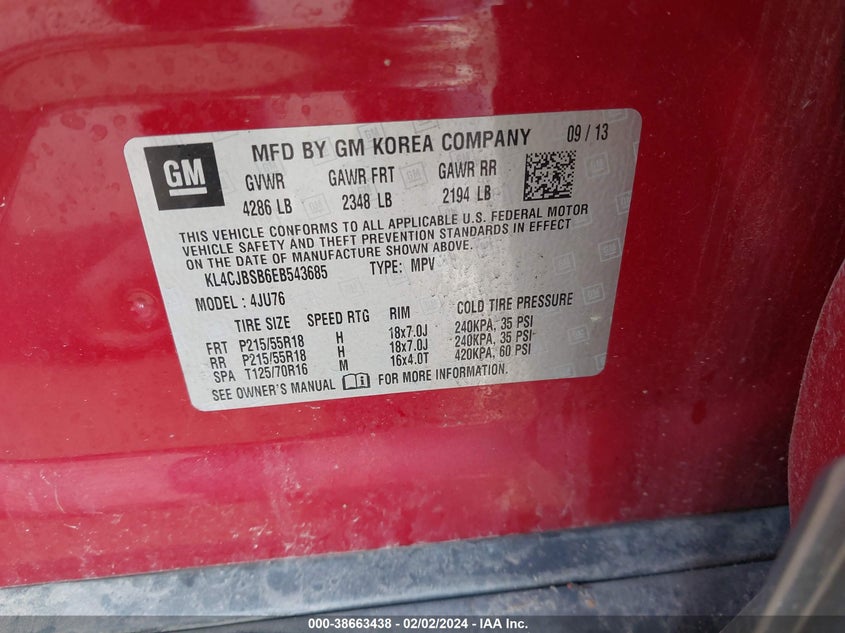 GM
MFD BY GM KOREA COMPANY 09 / 13
GVWR GAWR FRT GAWR RR
4286 LB 2348 LB 2194 LB
THIS VEHICLE CONFORMS TO ALL APPLICABLE U.S. FEDERAL MOTOR
VEHICLE SAFETY AND THEFT PREVENTION STANDARDS IN EFFECT
ON THE DATE OF MANUFACTURE SHOWN ABOVE.
KL4CJBSB6EB543685 TYPE: MPV
MODEL : 4JU76
TIRE SIZE SPEED RTG RIM COLD TIRE PRESSURE
FRT P215/55R18 H 18x7.0J 240KPA, 35 PSI
RR P215/55R18 H 18x7.0J 240KPA, 35 PSI
SPA T125/70R16 M 16x4.0T 420KPA, 60 PSI
SEE OWNER'S MANUAL FOR MORE INFORMATION.
000-38663438 - 02/02/2024 - IAA, Inc.